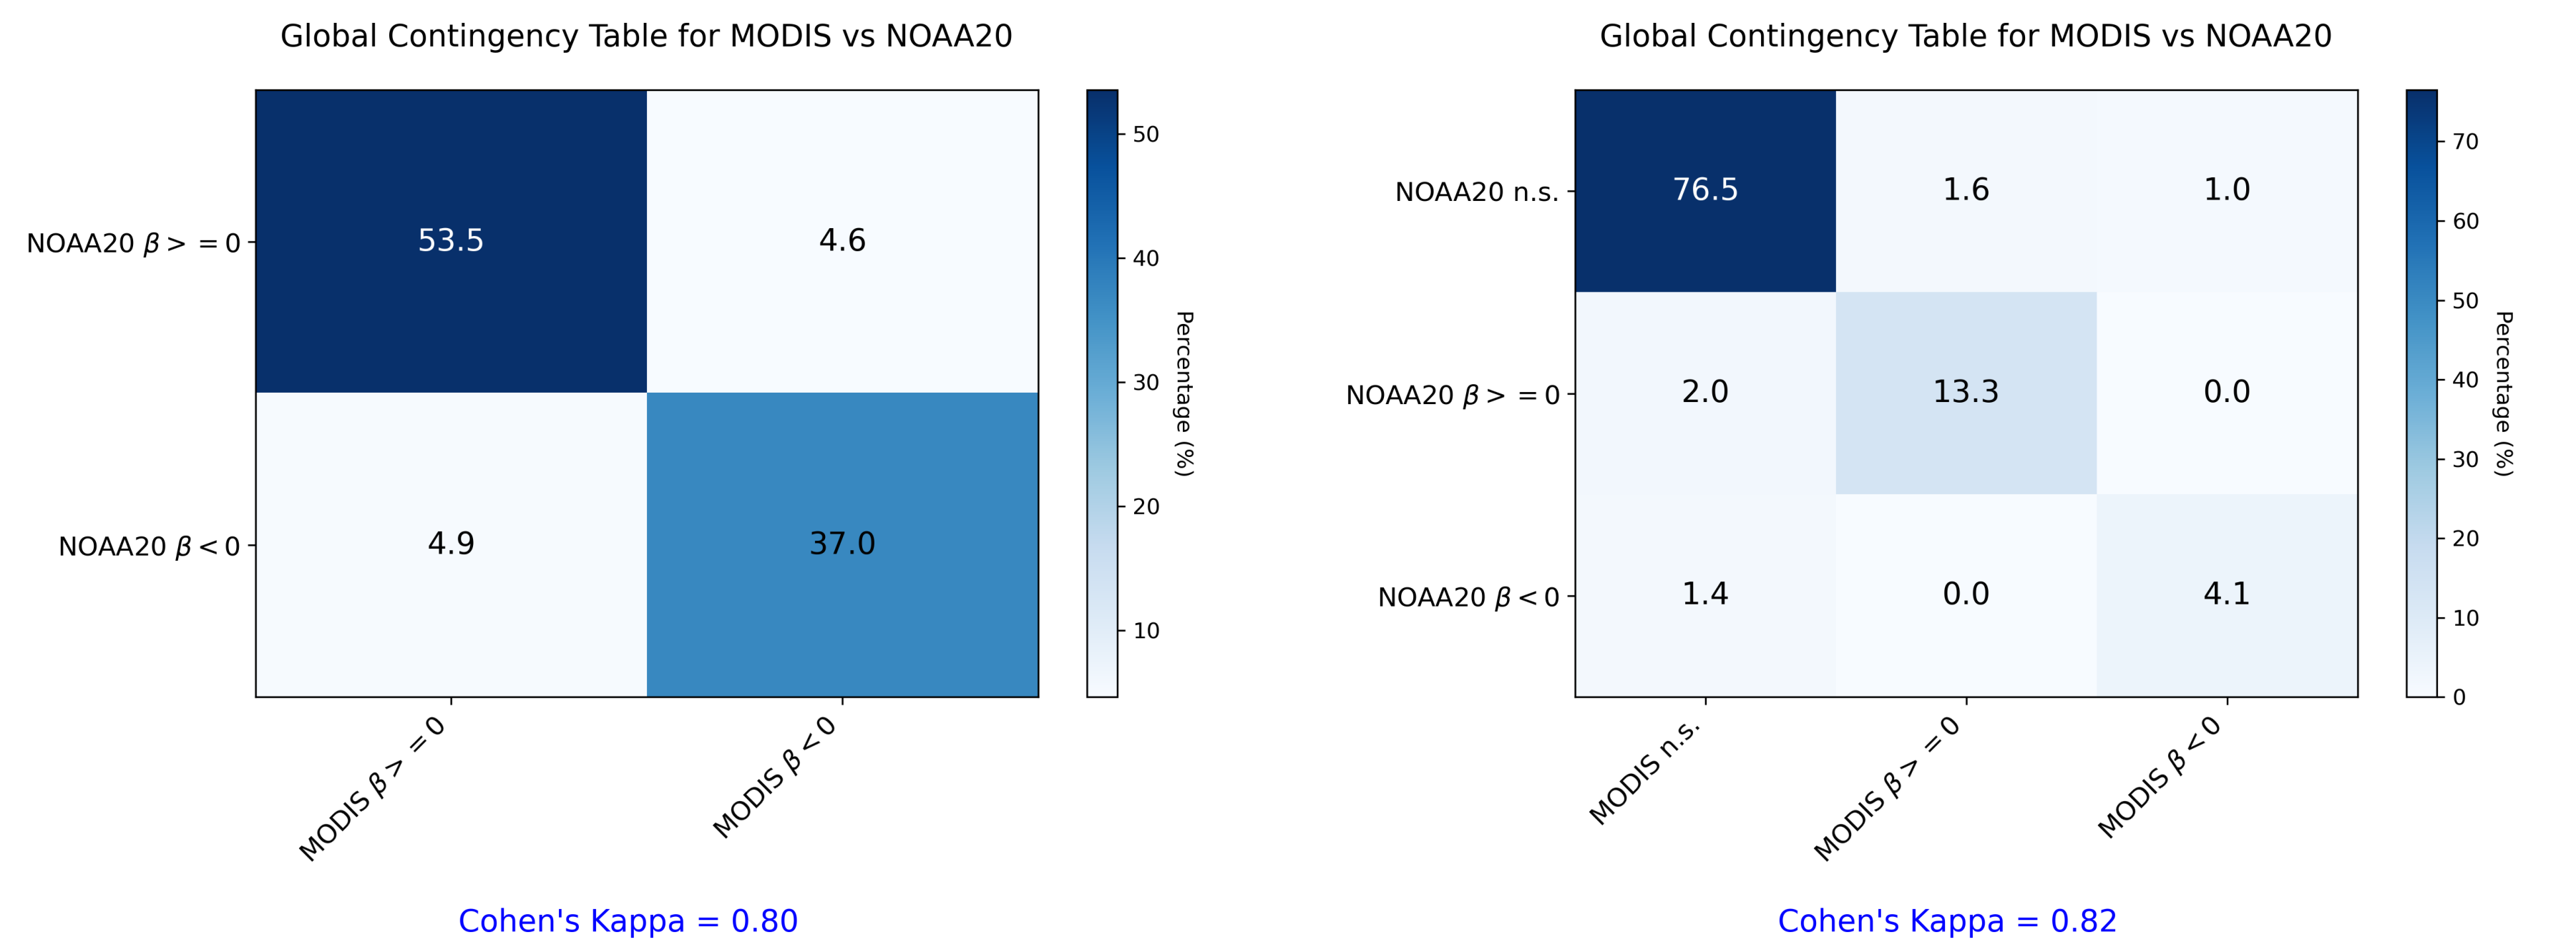 Global Contingency Table for MODIS vs NOAA20
NOAA20 β > = 0
53.5
4.6
NOAA20 β < 0
4.9
37.0
MODIS β > = 0
MODIS β < 0
50
40
30
20
10
Percentage (%)
Cohen's Kappa = 0.80
Global Contingency Table for MODIS vs NOAA20
NOAA20 n.s.
76.5
1.6
1.0
NOAA20 β > = 0
2.0
13.3
0.0
NOAA20 β < 0
1.4
0.0
4.1
MODIS n.s.
MODIS β > = 0
MODIS β < 0
70
60
50
40
30
20
10
0
Percentage (%)
Cohen's Kappa = 0.82